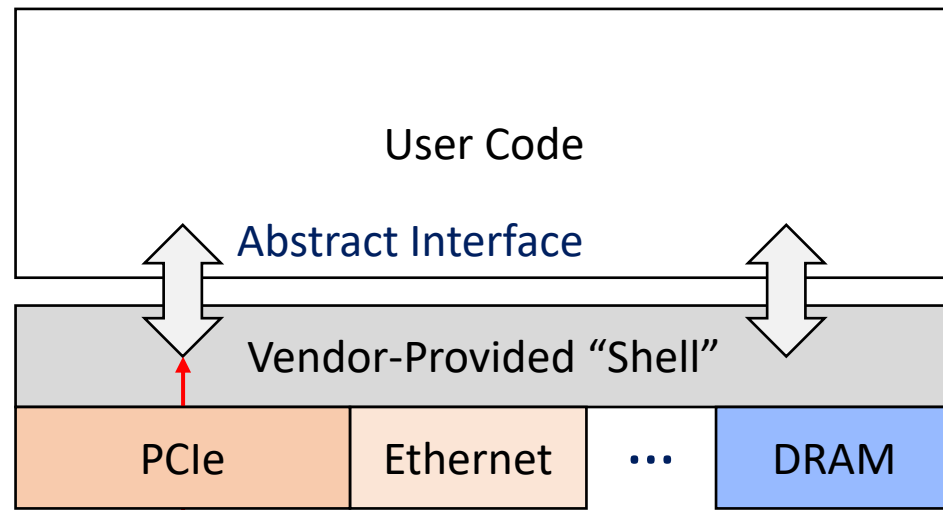 User Code
Abstract Interface
Vendor-Provided “Shell”
PCIe
Ethernet
...
DRAM